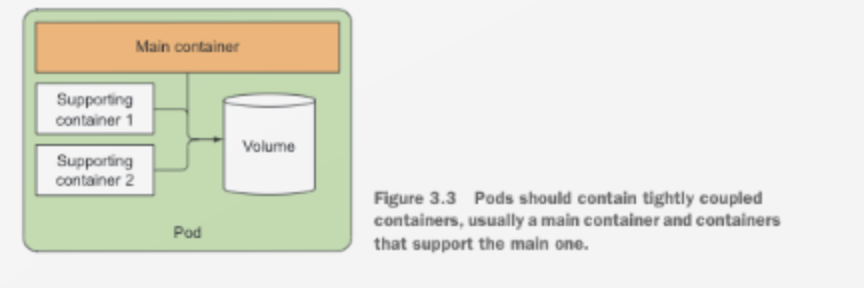 Main container
Supporting
container 1
Supporting
container 2
Volume
Pod
Figure 3.3 Pods should contain tightly coupled
containers, usually a main container and containers
that support the main one.